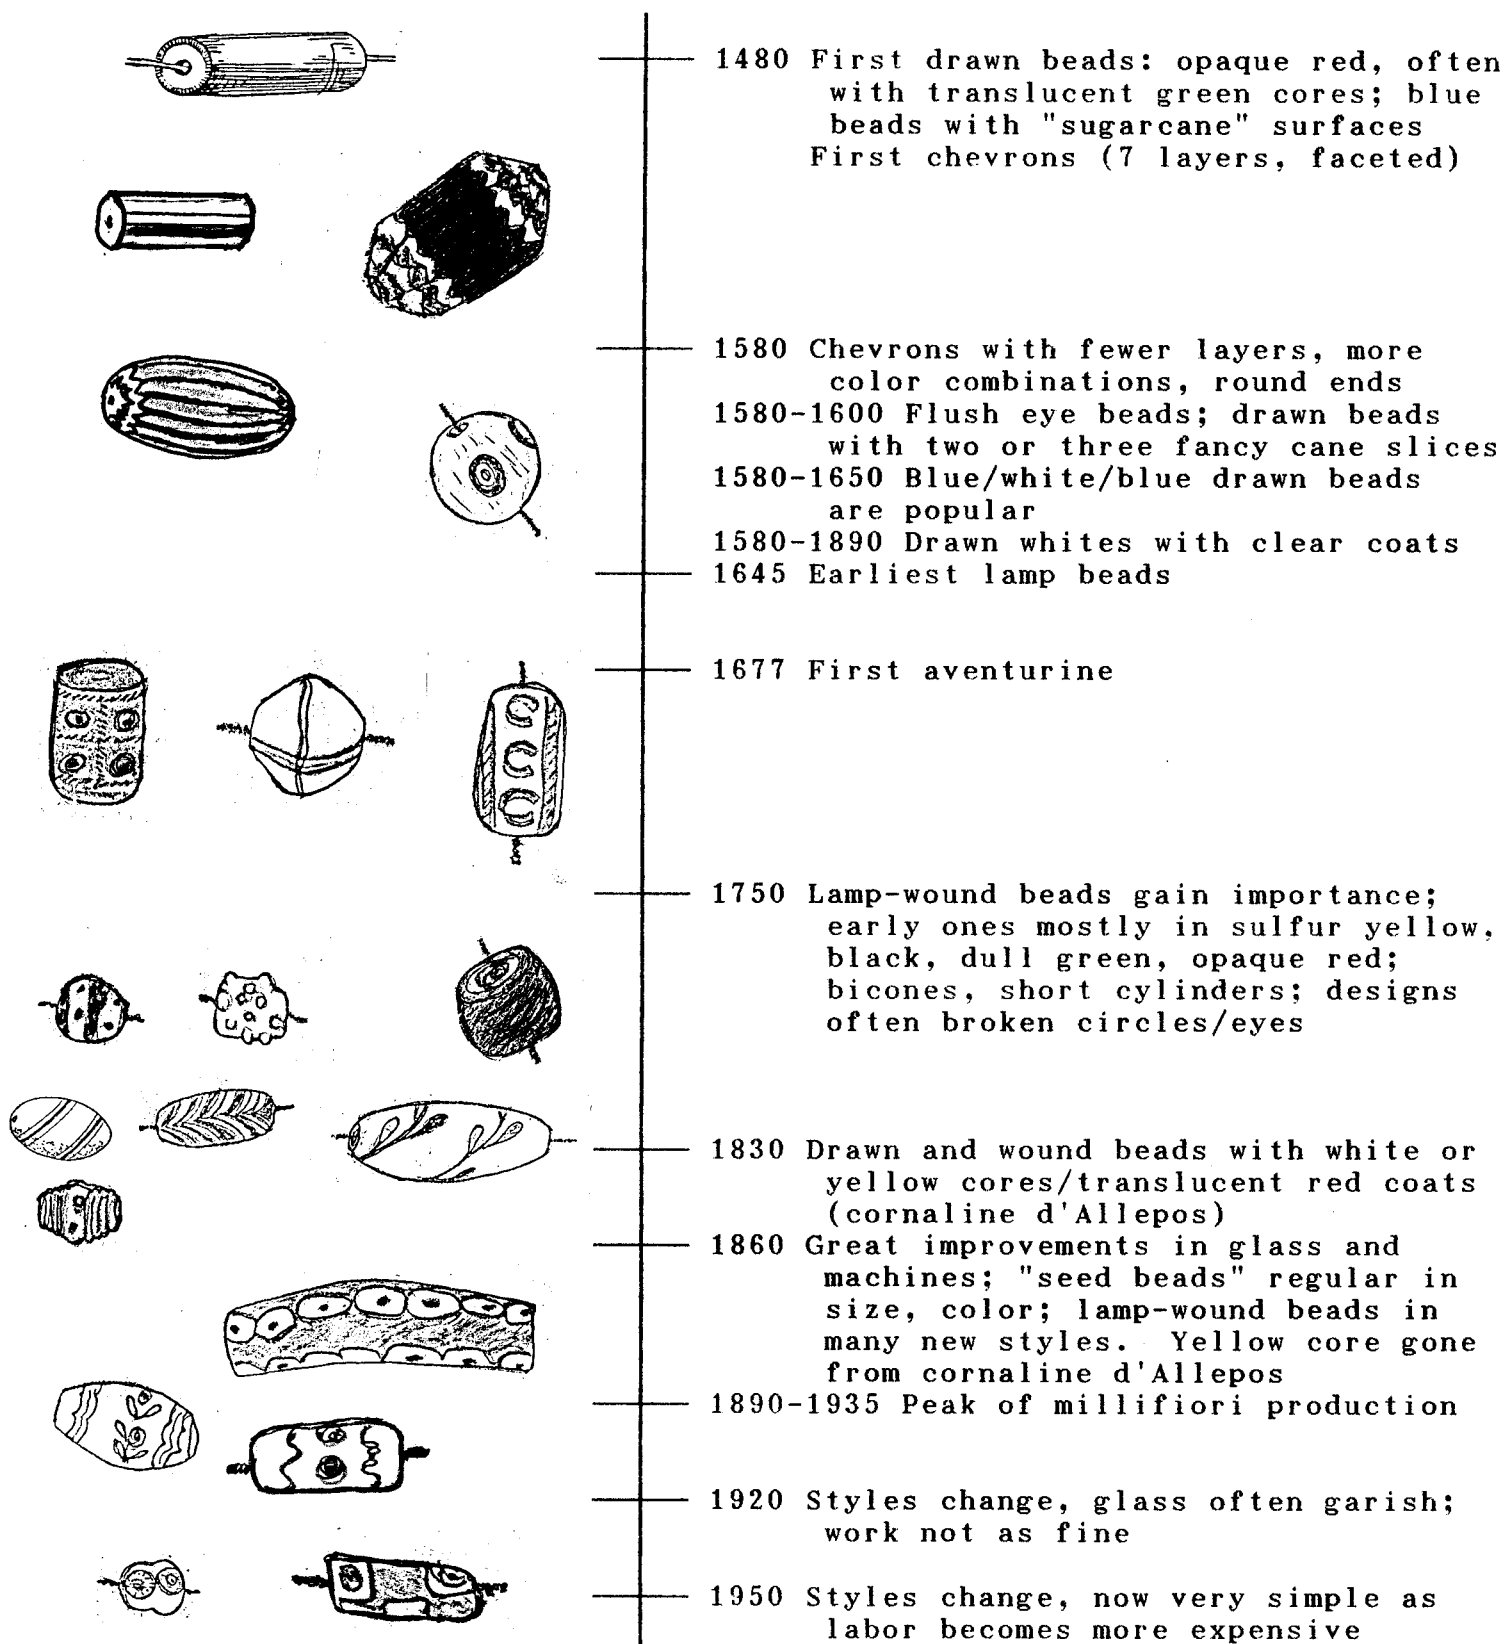 1480 First drawn beads: opaque red, often
with translucent green cores; blue
beads with "sugarcane" surfaces
First chevrons (7 layers, faceted)
1580 Chevrons with fewer layers, more
color combinations, round ends
1580-1600 Flush eye beads; drawn beads
with two or three fancy cane slices
1580-1650 Blue/white/blue drawn beads
are popular
1580-1890 Drawn whites with clear coats
1645 Earliest lamp beads
1677 First aventurine
1750 Lamp-wound beads gain importance;
early ones mostly in sulfur yellow,
black, dull green, opaque red;
bicones, short cylinders; designs
often broken circles/eyes
1830 Drawn and wound beads with white or
yellow cores/translucent red coats
(cornaline d'Allepos)
1860 Great improvements in glass and
machines; "seed beads" regular in
size, color; lamp-wound beads in
many new styles. Yellow core gone
from cornaline d'Allepos
1890-1935 Peak of millifiori production
1920 Styles change, glass often garish;
work not as fine
1950 Styles change, now very simple as
labor becomes more expensive